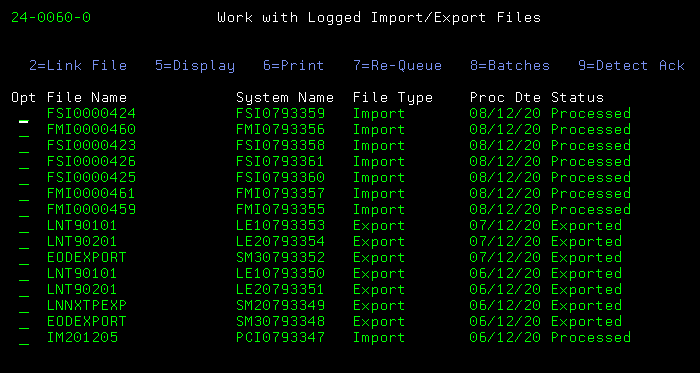 24-0060-0 Work with Logged Import/Export Files
2=Link File 5=Display 6=Print 7=Re-Queue 8=Batches 9=Detect Ack
Opt File Name System Name File Type Proc Dte Status
_ FSI0000424 FSI0793359 Import 08/12/20 Processed
_ FMI0000460 FMI0793356 Import 08/12/20 Processed
_ FSI0000423 FSI0793358 Import 08/12/20 Processed
_ FSI0000426 FSI0793361 Import 08/12/20 Processed
_ FSI0000425 FSI0793360 Import 08/12/20 Processed
_ FMI0000461 FMI0793357 Import 08/12/20 Processed
_ FMI0000459 FMI0793355 Import 08/12/20 Processed
_ LNT90101 LE10793353 Export 07/12/20 Exported
_ LNT90201 LE20793354 Export 07/12/20 Exported
_ EODEXPORT SM30793352 Export 07/12/20 Exported
_ LNT90101 LE10793350 Export 06/12/20 Exported
_ LNT90201 LE20793351 Export 06/12/20 Exported
_ LNNXTPEXP SM20793349 Export 06/12/20 Exported
_ EODEXPORT SM30793348 Export 06/12/20 Exported
_ IM201205 PCI0793347 Import 06/12/20 Processed